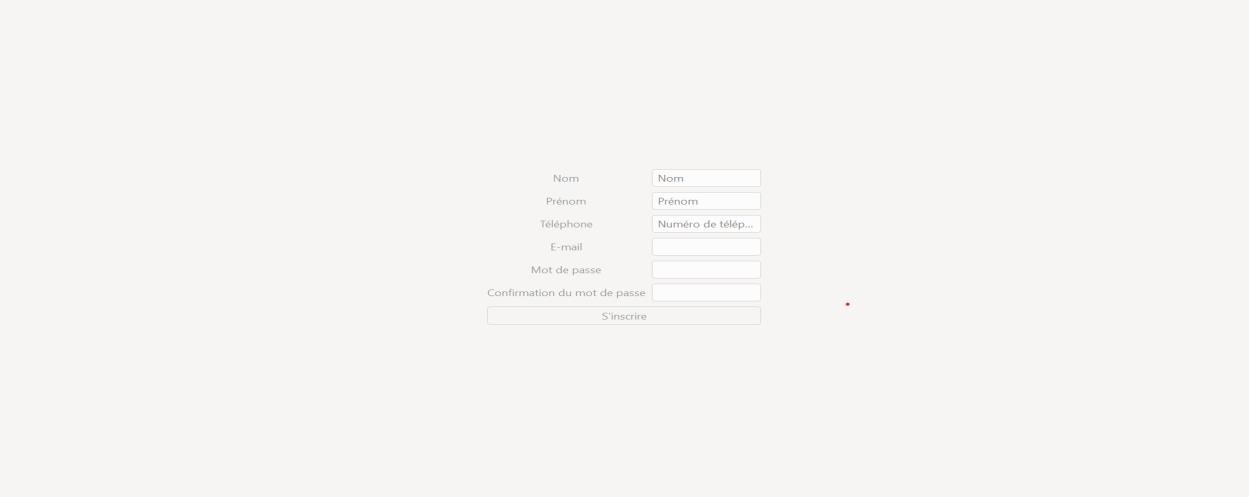 Nom Nom
Prénom Prénom
Téléphone Numéro de télép...
E-mail
Mot de passe
Confirmation du mot de passe
S'inscrire